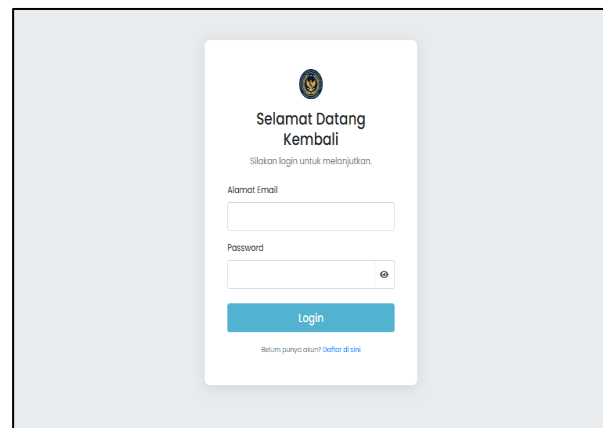 Selamat Datang
Kembali
Silakan login untuk melanjutkan.
Alamat Email
Password
Login
Belum punya akun? Daftar di sini